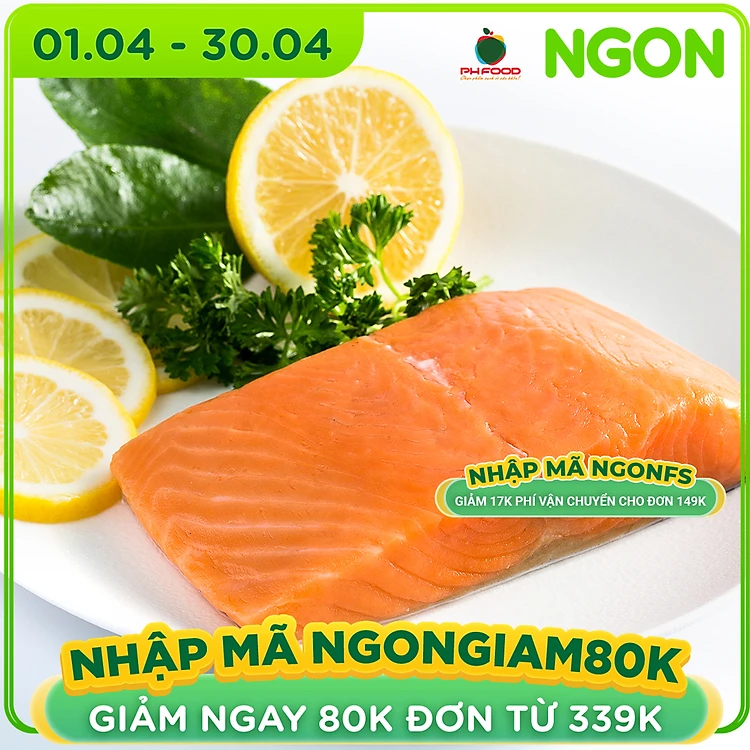 01.04 - 30.04
PHFOOD
NGON
NHẬP MÃ NGONFS
GIẢM 17K PHÍ VẬN CHUYỂN CHO ĐƠN 149K
NHẬP MÃ NGONGIAM80K
GIẢM NGAY 80K ĐƠN TỪ 339K